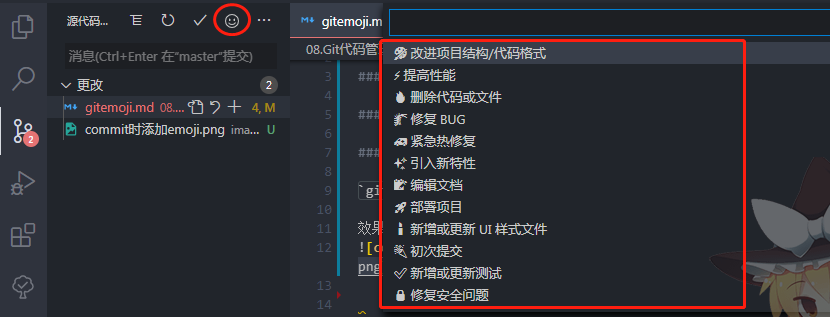 源代码...
消息(Ctrl+Enter 在"master"提交)
更改 2
gitemoji.md 08.... 4, M
commit时添加emoji.png ima... U
2
gitemoji.m
08.Git代码管
2
3 ###
4
5 ###
6
7 ###
8
9 `gi
10
11 效果
12 ![c
png
13
14
改进项目结构/代码格式
提高性能
删除代码或文件
修复 BUG
紧急热修复
引入新特性
编辑文档
部署项目
新增或更新 UI 样式文件
初次提交
新增或更新测试
修复安全问题